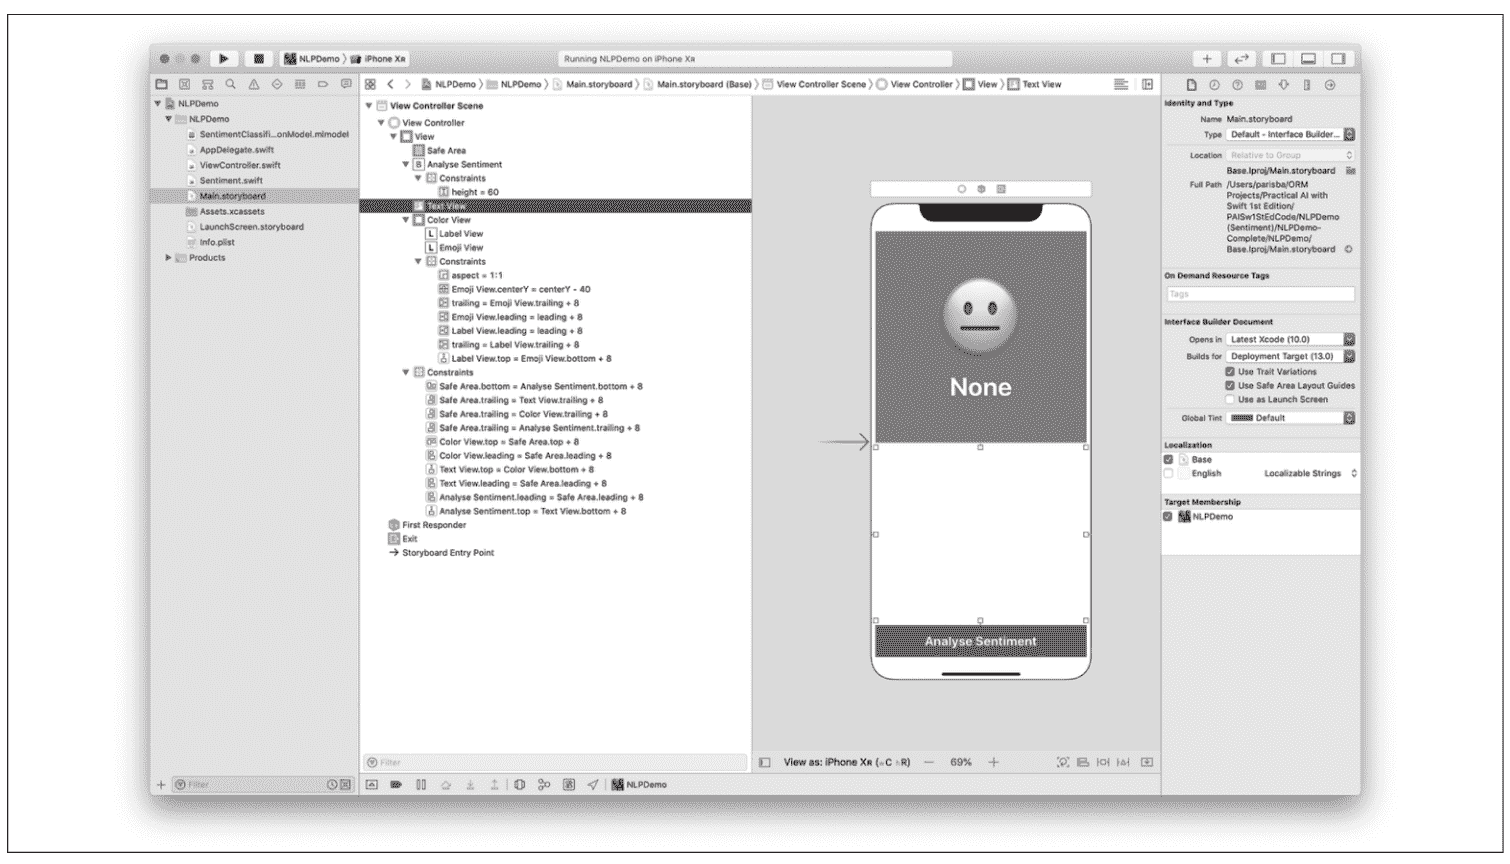 NLPDemo 〉 iPhone XR
Running NLPDemo on iPhone XR
NLPDemo 〉 NLPDemo 〉 Main.storyboard 〉 Main.storyboard (Base) 〉 View Controller Scene 〉 View Controller 〉 View 〉 Text View
NLPDemo
NLPDemo
SentimentClassifi...onModel.mlmodel
AppDelegate.swift
ViewController.swift
Sentiment.swift
Main.storyboard
Assets.xcassets
LaunchScreen.storyboard
Info.plist
Products
Filter
View Controller Scene
View Controller
View
Safe Area
B Analyse Sentiment
Constraints
height = 60
Text View
Color View
L Label View
L Emoji View
Constraints
aspect = 1:1
Emoji View.centerY = centerY - 40
trailing = Emoji View.trailing + 8
Emoji View.leading = leading + 8
Label View.leading = leading + 8
trailing = Label View.trailing + 8
Label View.top = Emoji View.bottom + 8
Constraints
Safe Area.bottom = Analyse Sentiment.bottom + 8
Safe Area.trailing = Text View.trailing + 8
Safe Area.trailing = Color View.trailing + 8
Safe Area.trailing = Analyse Sentiment.trailing + 8
Color View.top = Safe Area.top + 8
Color View.leading = Safe Area.leading + 8
Text View.top = Color View.bottom + 8
Text View.leading = Safe Area.leading + 8
Analyse Sentiment.leading = Safe Area.leading + 8
Analyse Sentiment.top = Text View.bottom + 8
First Responder
Exit
Storyboard Entry Point
Filter
NLPDemo
None
Analyse Sentiment
View as: iPhone XR (wC hR)
69%
Identity and Type
Name Main.storyboard
Type Default - Interface Builder...
Location Relative to Group
Base.lproj/Main.storyboard
Full Path /Users/parisba/ORM
Projects/Practical AI with
Swift 1st Edition/
PAISw1StEdCode/NLPDemo
(Sentiment)/NLPDemo-
Complete/NLPDemo/
Base.lproj/Main.storyboard
On Demand Resource Tags
Tags
Interface Builder Document
Opens in Latest Xcode (10.0)
Builds for Deployment Target (13.0)
Use Trait Variations
Use Safe Area Layout Guides
Use as Launch Screen
Global Tint Default
Localization
Base
English Localizable Strings
Target Membership
NLPDemo